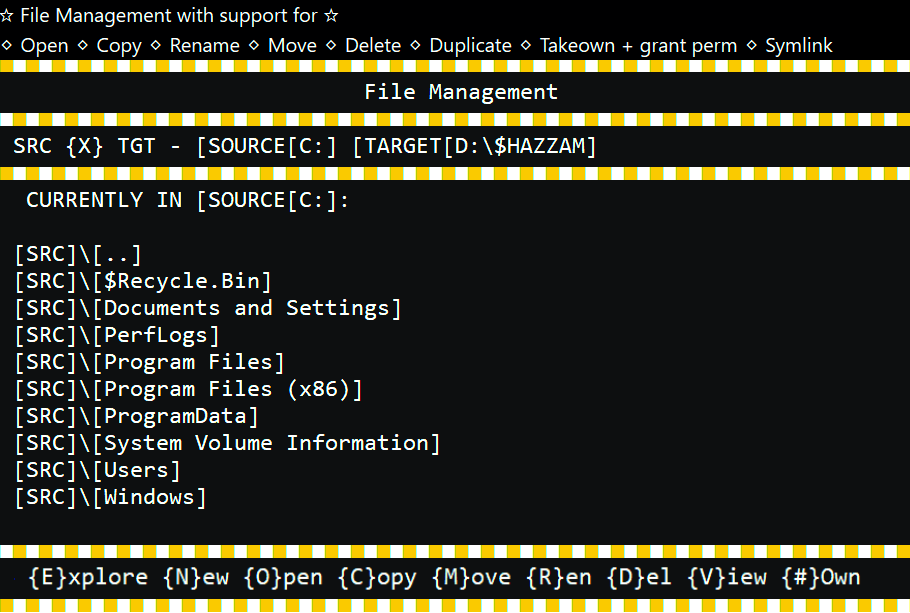 ☆ File Management with support for ☆
⋄ Open ⋄ Copy ⋄ Rename ⋄ Move ⋄ Delete ⋄ Duplicate ⋄ Takeown + grant perm ⋄ Symlink
File Management
SRC {X} TGT - [SOURCE[C:] [TARGET[D:\$HAZZAM]
CURRENTLY IN [SOURCE[C:]:
[SRC]\[..]
[SRC]\[$Recycle.Bin]
[SRC]\[Documents and Settings]
[SRC]\[PerfLogs]
[SRC]\[Program Files]
[SRC]\[Program Files (x86)]
[SRC]\[ProgramData]
[SRC]\[System Volume Information]
[SRC]\[Users]
[SRC]\[Windows]
{E}xplore {N}ew {O}pen {C}opy {M}ove {R}en {D}el {V}iew {#}Own